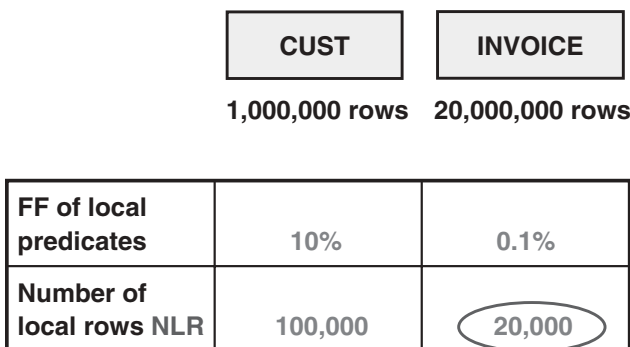 CUST INVOICE
1,000,000 rows 20,000,000 rows
FF of local
predicates 10% 0.1%
Number of
local rows NLR 100,000 20,000